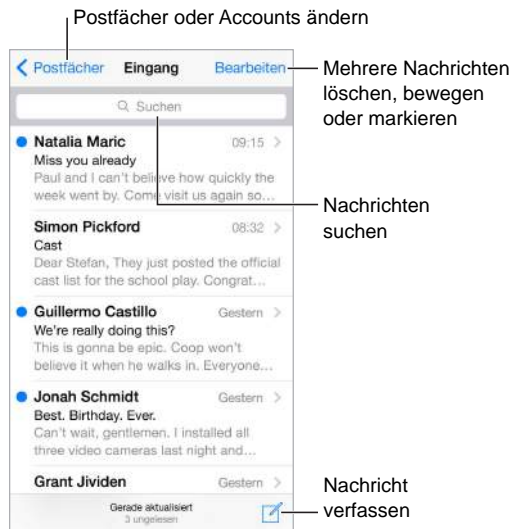 Postfächer oder Accounts ändern
Postfächer
Eingang
Bearbeiten
Mehrere Nachrichten
löschen, bewegen
oder markieren
Suchen
Natalia Maric
09:15
Miss you already
Paul and I can't believe how quickly the
week went by. Come visit us again so...
Nachrichten
suchen
Simon Pickford
08:32
Cast
Dear Stefan, They just posted the official
cast list for the school play. Congrat...
Guillermo Castillo
Gestern
We're really doing this?
This is gonna be epic. Coop won't
believe it when he walks in. Everyone...
Jonah Schmidt
Gestern
Best. Birthday. Ever.
Can't wait, gentlemen. I installed all
three video cameras last night and...
Grant Jividen
Gestern
Gerade aktualisiert
3 ungelesen
Nachricht
verfassen